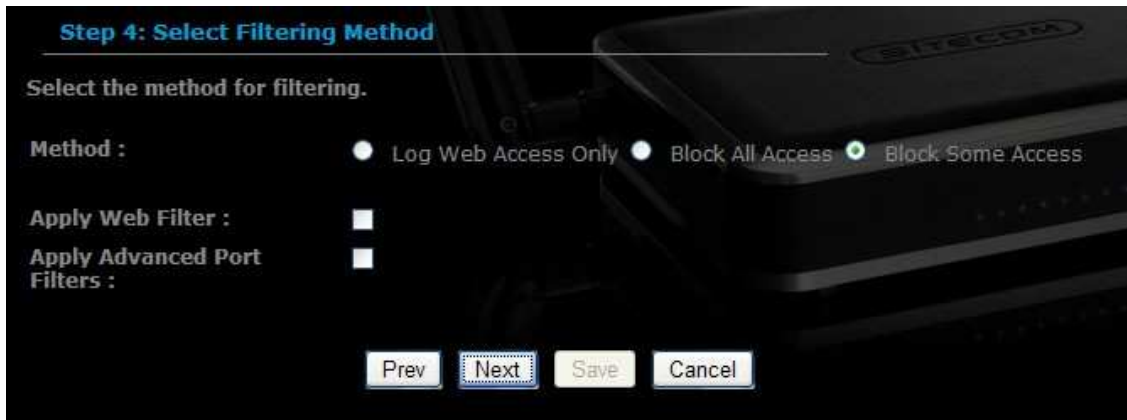 Step 4: Select Filtering Method
SITECOM
Select the method for filtering.
Method : Log Web Access Only Block All Access Block Some Access
Apply Web Filter :
Apply Advanced Port
Filters :
Prev Next Save Cancel